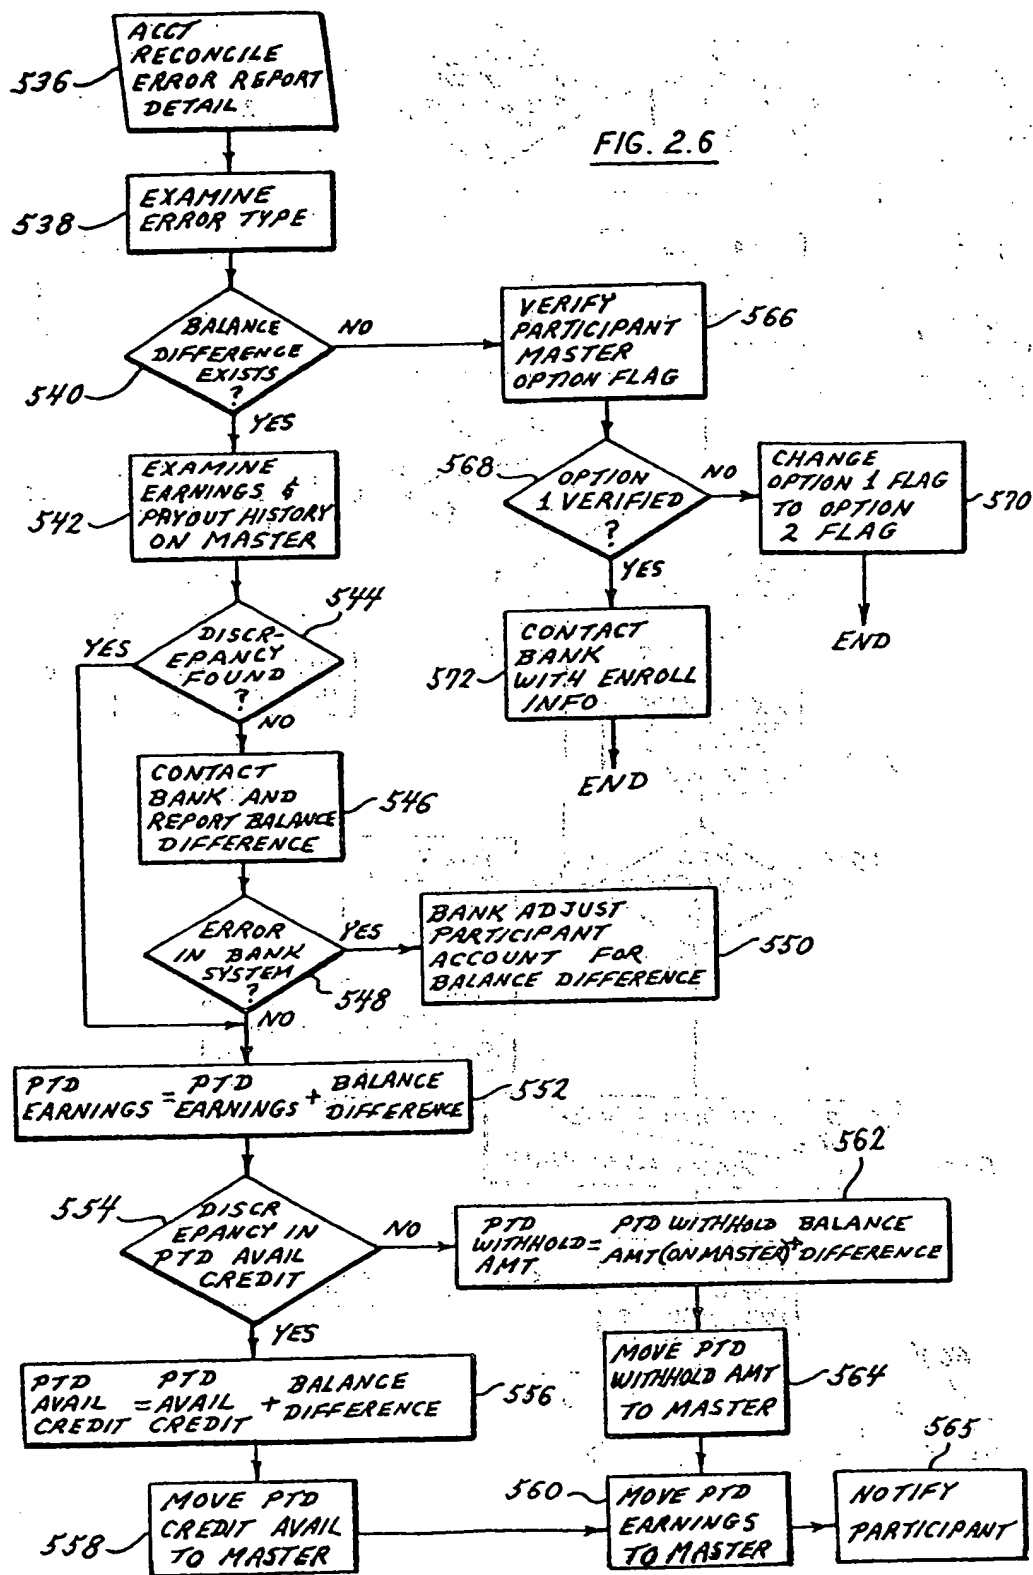 ACCT
RECONCILE
ERROR REPORT
DETAIL
536
FIG. 2.6
EXAMINE
ERROR TYPE
538
BALANCE
DIFFERENCE
EXISTS
?
540
NO
YES
VERIFY
PARTICIPANT
MASTER
OPTION FLAG
566
EXAMINE
EARNINGS &
PAYOUT HISTORY
ON MASTER
542
568
OPTION
1 VERIFIED
?
NO
YES
CHANGE
OPTION 1 FLAG
TO OPTION
2 FLAG
570
END
544
DISCR-
EPANCY
FOUND
?
YES
NO
CONTACT
BANK
WITH ENROLL
INFO
572
END
CONTACT
BANK AND
REPORT BALANCE
DIFFERENCE
546
ERROR
IN BANK
SYSTEM
?
548
YES
NO
BANK ADJUST
PARTICIPANT
ACCOUNT FOR
BALANCE DIFFERENCE
550
PTD PTD BALANCE
EARNINGS = EARNINGS + DIFFERENCE
552
554
DISCR
EPANCY IN
PTD AVAIL
CREDIT
NO
YES
562
PTD PTD WITHHOLD BALANCE
WITHHOLD = AMT (ON MASTER) + DIFFERENCE
AMT
PTD PTD BALANCE
AVAIL = AVAIL + DIFFERENCE
CREDIT CREDIT
556
MOVE PTD
WITHHOLD AMT
TO MASTER
564
565
MOVE PTD
CREDIT AVAIL
TO MASTER
558
560
MOVE PTD
EARNINGS
TO MASTER
NOTIFY
PARTICIPANT